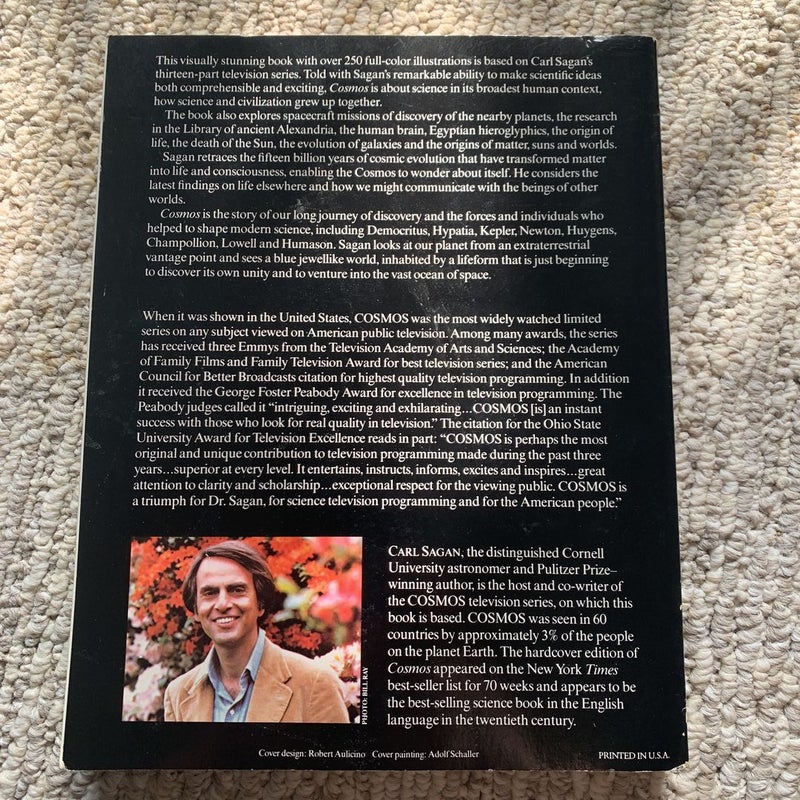 This visually stunning book with over 250 full-color illustrations is based on Carl Sagan's
thirteen-part television series. Told with Sagan's remarkable ability to make scientific ideas
both comprehensible and exciting, Cosmos is about science in its broadest human context,
how science and civilization grew up together.
The book also explores spacecraft missions of discovery of the nearby planets, the research
in the Library of ancient Alexandria, the human brain, Egyptian hieroglyphics, the origin of
life, the death of the Sun, the evolution of galaxies and the origins of matter, suns and worlds.
Sagan retraces the fifteen billion years of cosmic evolution that have transformed matter
into life and consciousness, enabling the Cosmos to wonder about itself. He considers the
latest findings on life elsewhere and how we might communicate with the beings of other
worlds.
Cosmos is the story of our long journey of discovery and the forces and individuals who
helped to shape modern science, including Democritus, Hypatia, Kepler, Newton, Huygens,
Champollion, Lowell and Humason. Sagan looks at our planet from an extraterrestrial
vantage point and sees a blue jewellike world, inhabited by a lifeform that is just beginning
to discover its own unity and to venture into the vast ocean of space.
When it was shown in the United States, COSMOS was the most widely watched limited
series on any subject viewed on American public television. Among many awards, the series
has received three Emmys from the Television Academy of Arts and Sciences; the Academy
of Family Films and Family Television Award for best television series; and the American
Council for Better Broadcasts citation for highest quality television programming. In addition
it received the George Foster Peabody Award for excellence in television programming. The
Peabody judges called it "intriguing, exciting and exhilarating...COSMOS [is] an instant
success with those who look for real quality in television." The citation for the Ohio State
University Award for Television Excellence reads in part: "COSMOS is perhaps the most
original and unique contribution to television programming made during the past three
years...superior at every level. It entertains, instructs, informs, excites and inspires...great
attention to clarity and scholarship...exceptional respect for the viewing public. COSMOS is
a triumph for Dr. Sagan, for science television programming and for the American people."
CARL SAGAN, the distinguished Cornell
University astronomer and Pulitzer Prize–
winning author, is the host and co-writer of
the COSMOS television series, on which this
book is based. COSMOS was seen in 60
countries by approximately 3% of the people
on the planet Earth. The hardcover edition of
Cosmos appeared on the New York Times
best-seller list for 70 weeks and appears to be
the best-selling science book in the English
language in the twentieth century.
PHOTO: BILL RAY
Cover design: Robert Aulicino Cover painting: Adolf Schaller
PRINTED IN U.S.A.